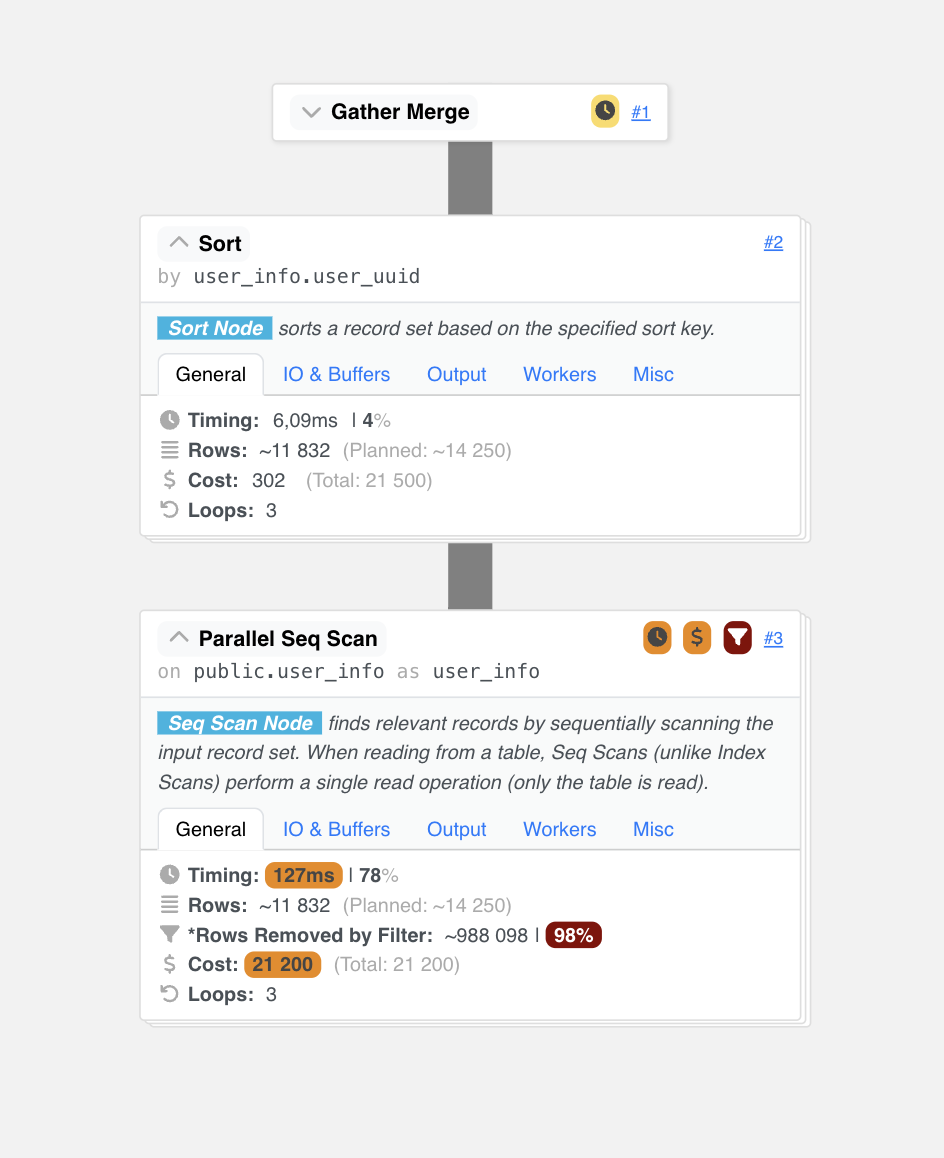 Gather Merge #1
Sort #2
by user_info.user_uuid
Sort Node sorts a record set based on the specified sort key.
General IO & Buffers Output Workers Misc
Timing: 6,09ms | 4%
Rows: ~11 832 (Planned: ~14 250)
$ Cost: 302 (Total: 21 500)
Loops: 3
Parallel Seq Scan $ #3
on public.user_info as user_info
Seq Scan Node finds relevant records by sequentially scanning the
input record set. When reading from a table, Seq Scans (unlike Index
Scans) perform a single read operation (only the table is read).
General IO & Buffers Output Workers Misc
Timing: 127ms | 78%
Rows: ~11 832 (Planned: ~14 250)
*Rows Removed by Filter: ~988 098 | 98%
$ Cost: 21 200 (Total: 21 200)
Loops: 3